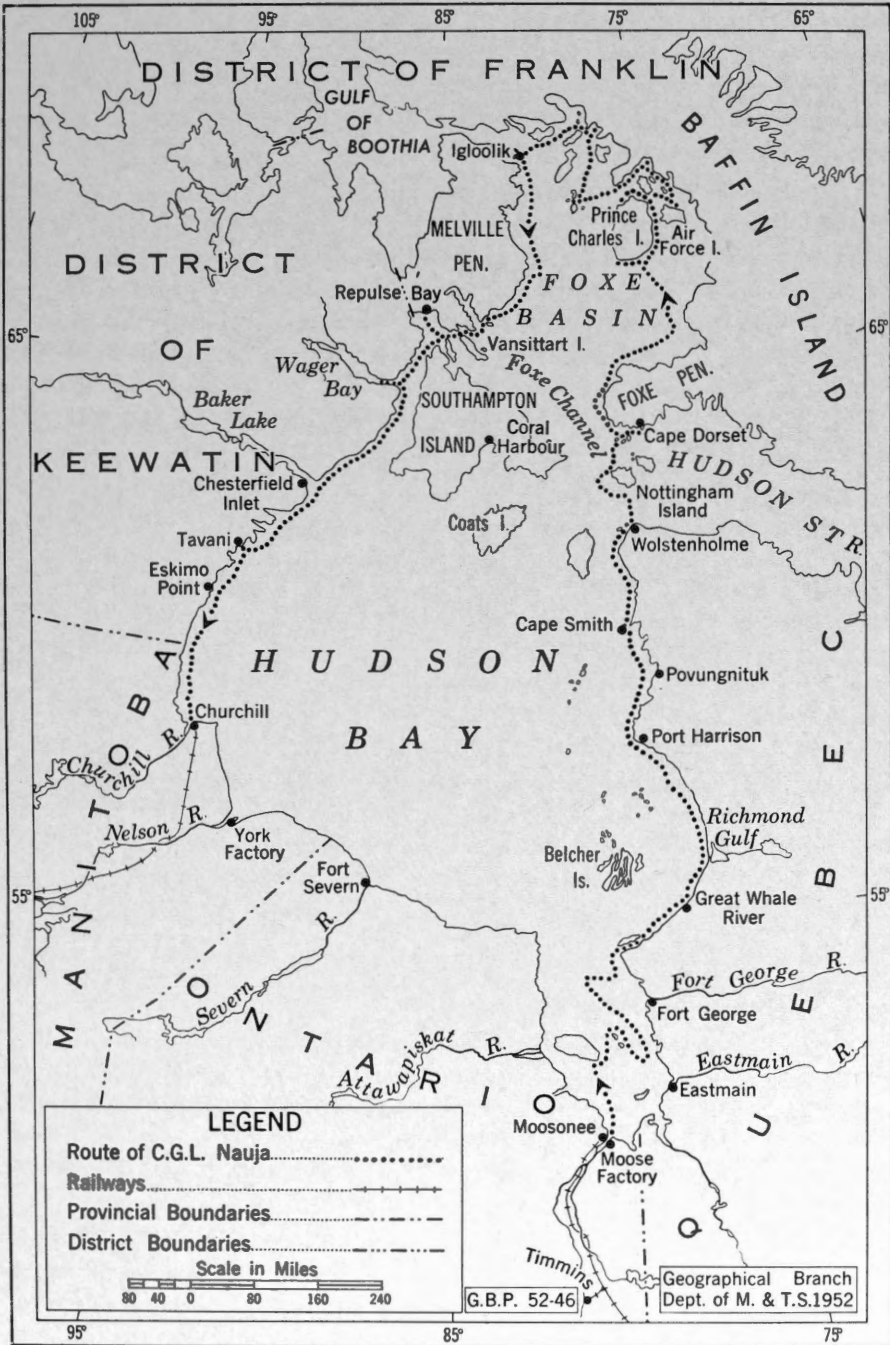 105°
95°
85°
75°
65°
DISTRICT OF FRANKLIN
GULF
OF
BOOTHIA
Igloolik
BAFFIN ISLAND
MELVILLE
PEN.
Prince
Charles I.
Air
Force I.
DISTRICT
OF
KEEWATIN
FOXE
BASIN
Repulse Bay
65°
65°
Vansittart I.
Wager
Bay
Foxe Channel
FOXE PEN.
SOUTHAMPTON
ISLAND
Coral
Harbour
Cape Dorset
Baker
Lake
HUDSON STR.
Chesterfield
Inlet
Nottingham
Island
Coats I.
Wolstenholme
Tavani
Eskimo
Point
Cape Smith
HUDSON
BAY
Povungnituk
Churchill
Port Harrison
Churchill R.
MANITOBA
Nelson R.
York
Factory
Richmond
Gulf
Belcher
Is.
Fort
Severn
55°
55°
Great Whale
River
Severn R.
Fort George R.
Fort George
QUEBEC
ONTARIO
Attawapiskat R.
Eastmain R.
Eastmain
Moosonee
Moose
Factory
LEGEND
Route of C.G.L. Nauja
Railways
Provincial Boundaries
District Boundaries
Scale in Miles
80 40 0 80 160 240
Timmins
G.B.P. 52-46
Geographical Branch
Dept. of M. & T.S.1952
95°
85°
75°